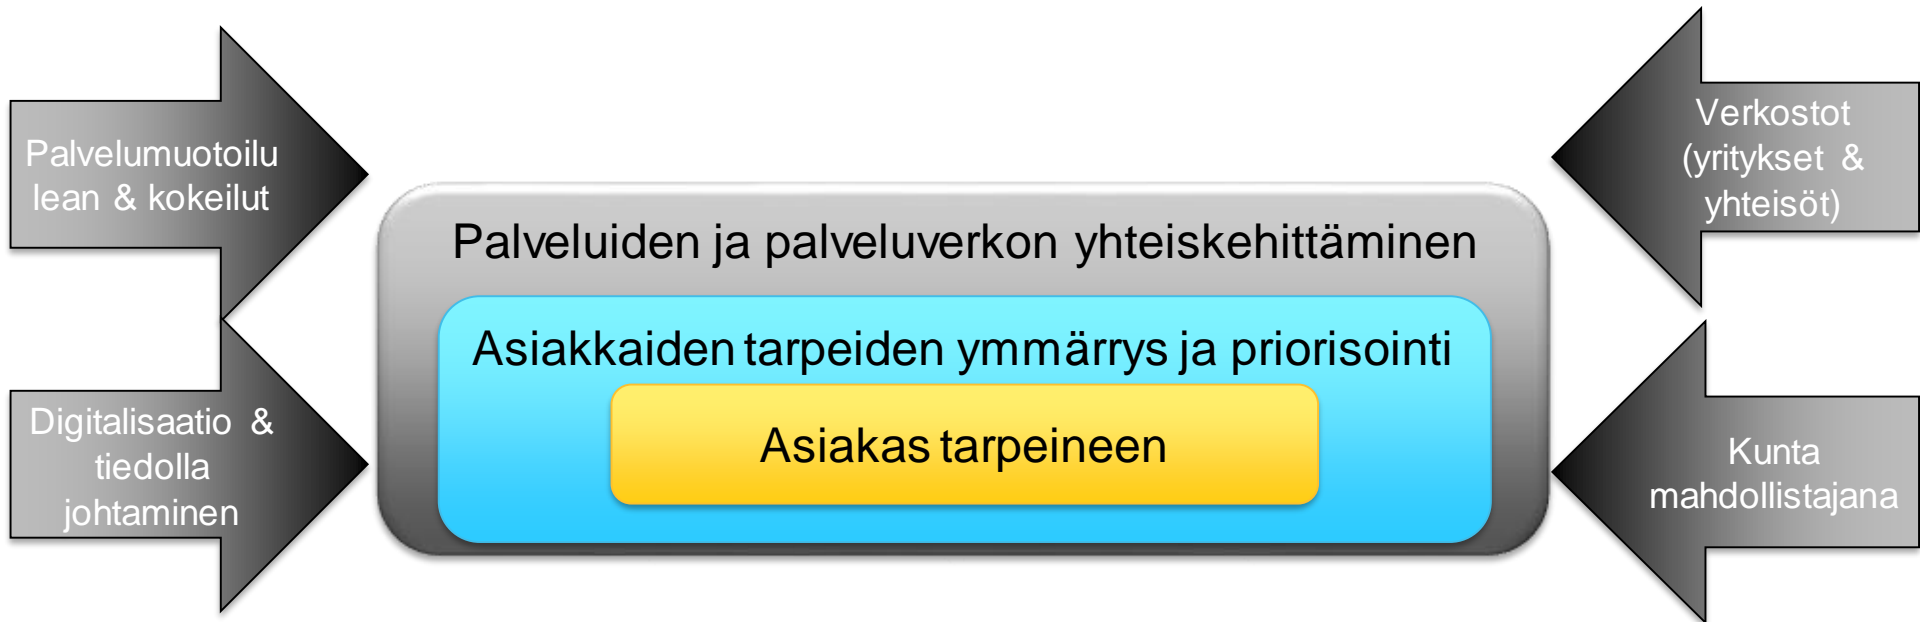 Palvelumuotoilu
lean & kokeilut
Digitalisaatio &
tiedolla
johtaminen
Palveluiden ja palveluverkon yhteiskehittäminen
Asiakkaiden tarpeiden ymmärrys ja priorisointi
Asiakas tarpeineen
Verkostot
(yritykset &
yhteisöt)
Kunta
mahdollistajana